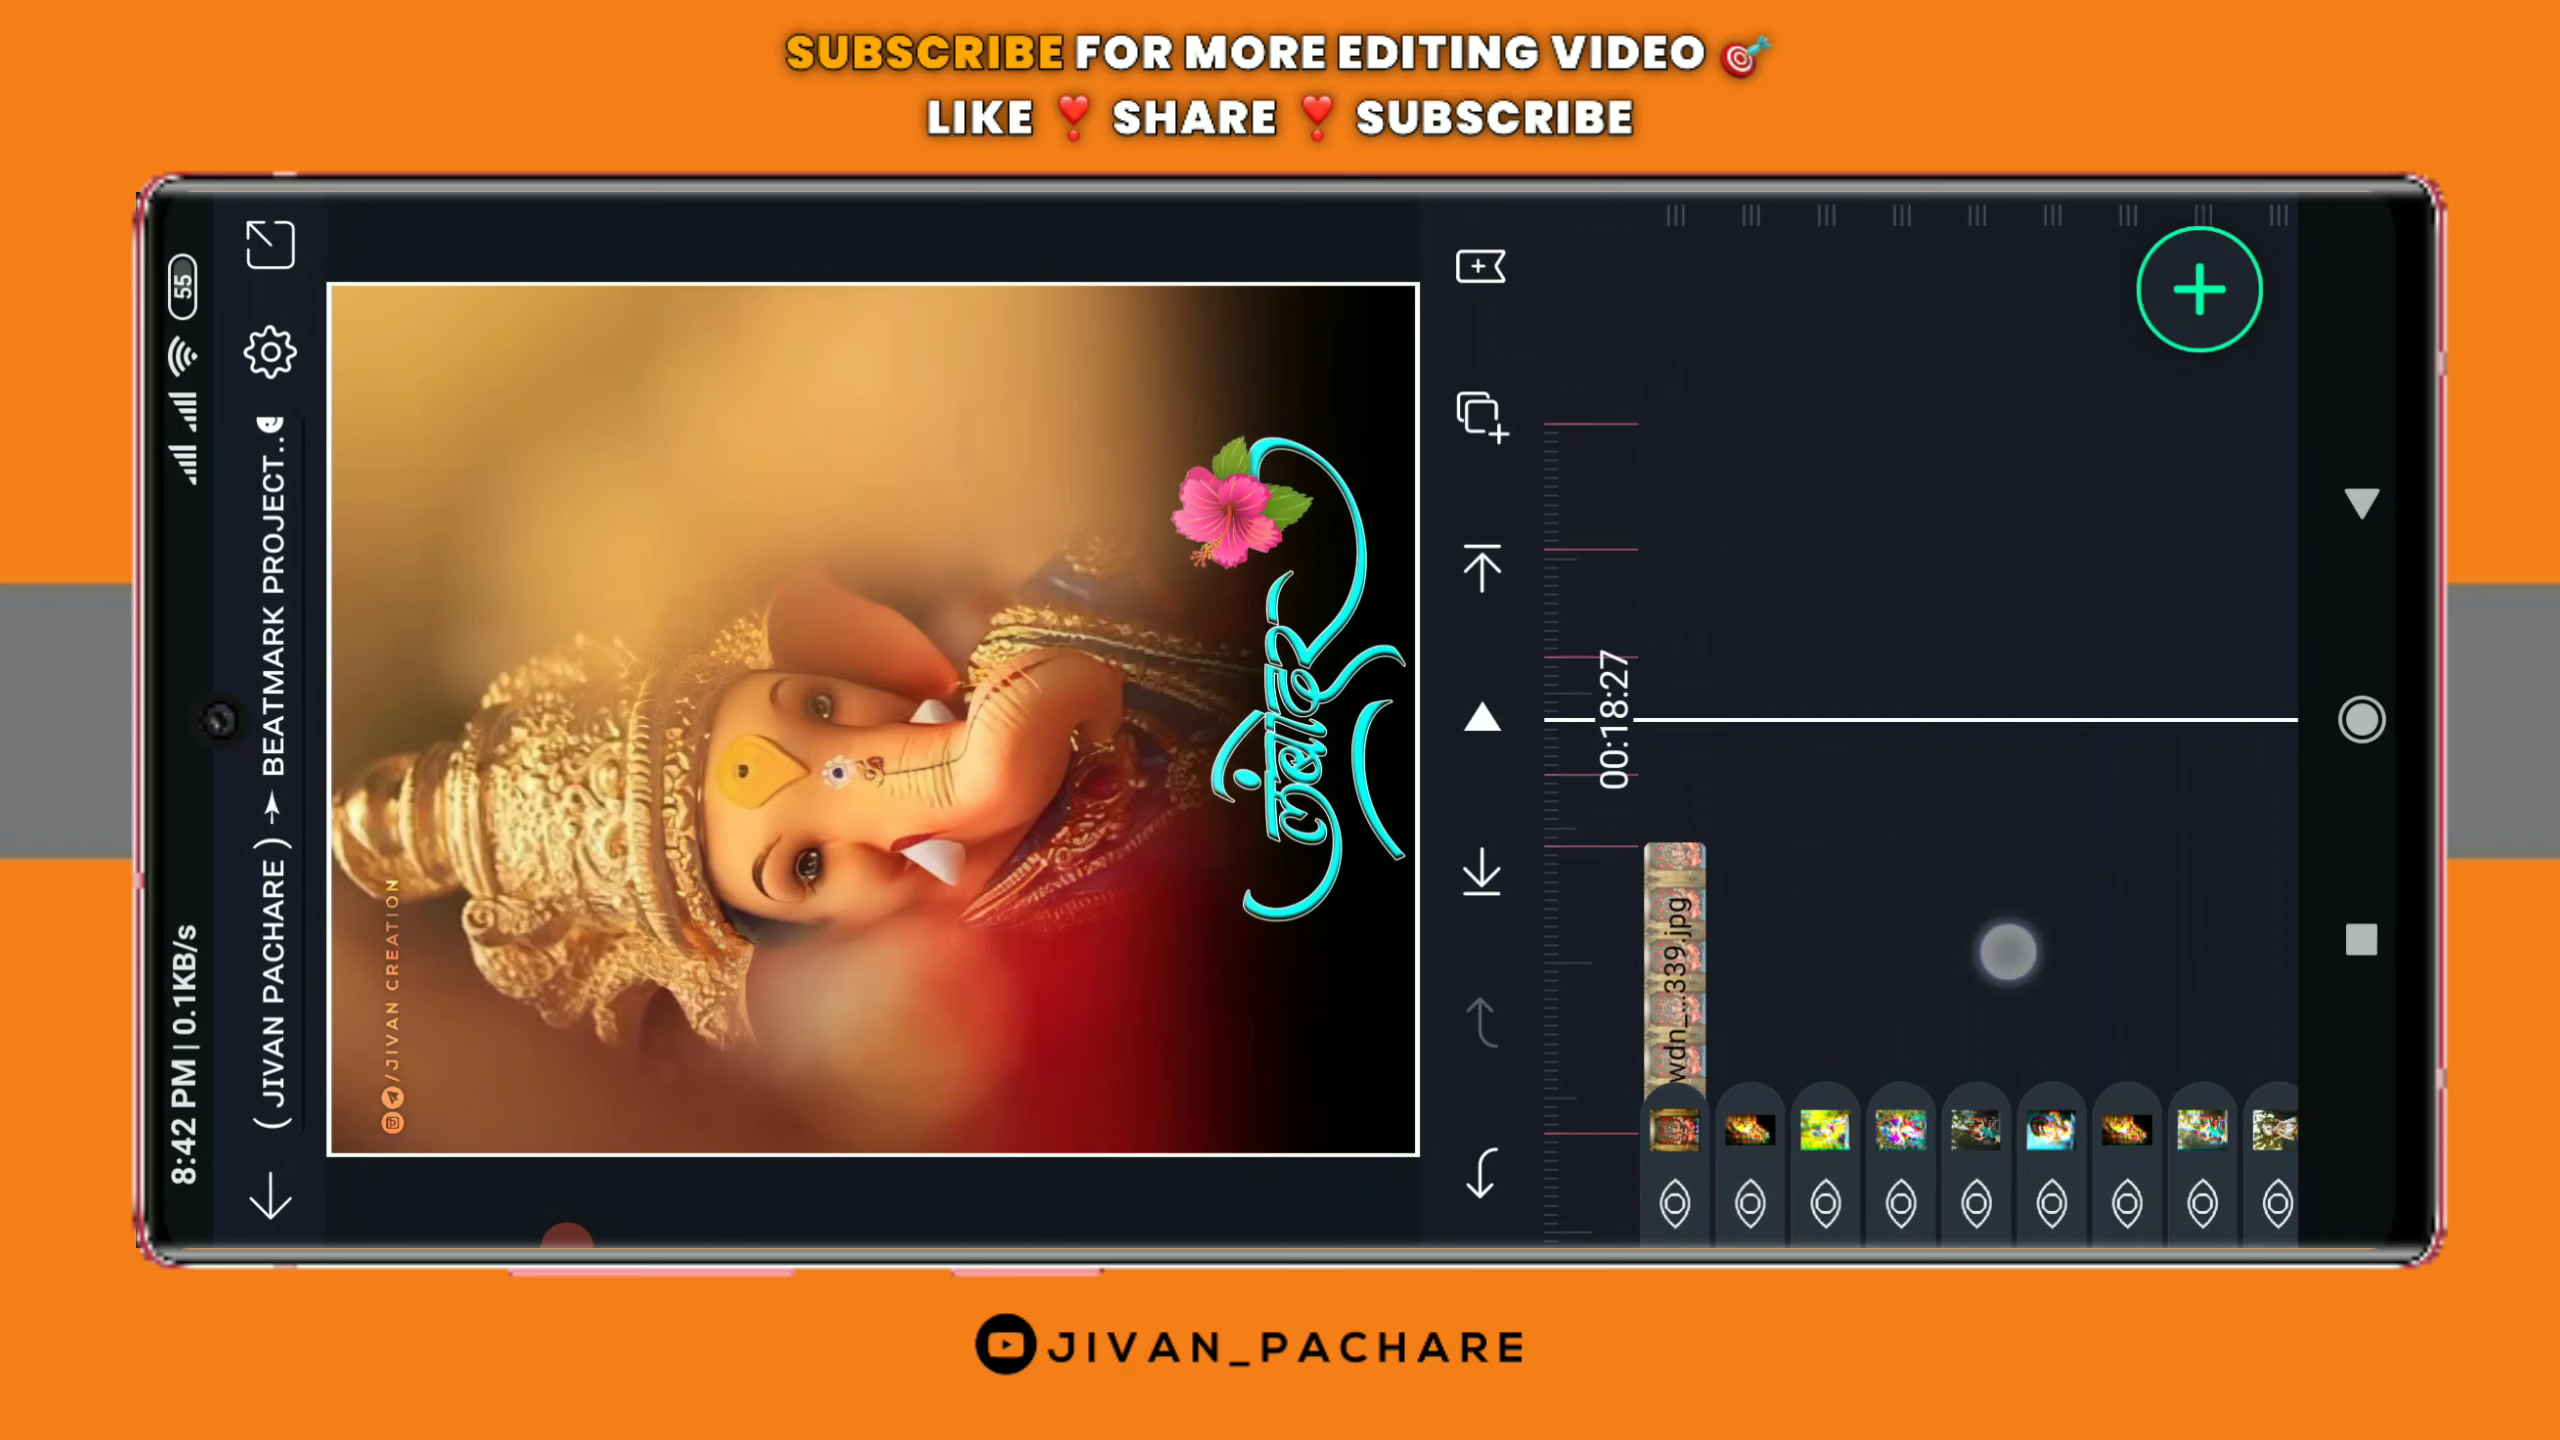 SUBSCRIBE FOR MORE EDITING VIDEO
LIKE SHARE SUBSCRIBE
8:42 PM | 0.1KB/s
55
( JIVAN PACHARE ) ➛ BEATMARK PROJECT..
/JIVAN CREATION
00:18:27
wdn_...339.jpg
JIVAN_PACHARE